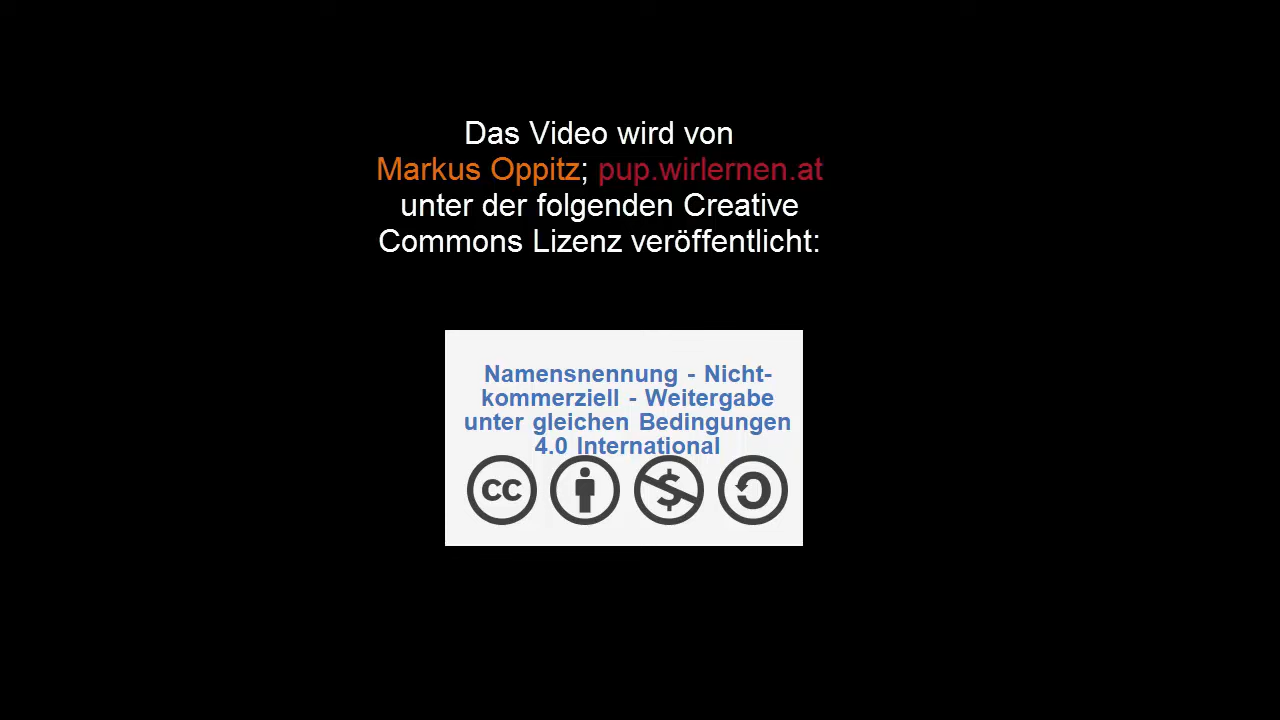 Das Video wird von
Markus Oppitz; pup.wirlernen.at
unter der folgenden Creative
Commons Lizenz veröffentlicht:
Namensnennung - Nicht-
kommerziell - Weitergabe
unter gleichen Bedingungen
4.0 International
cc